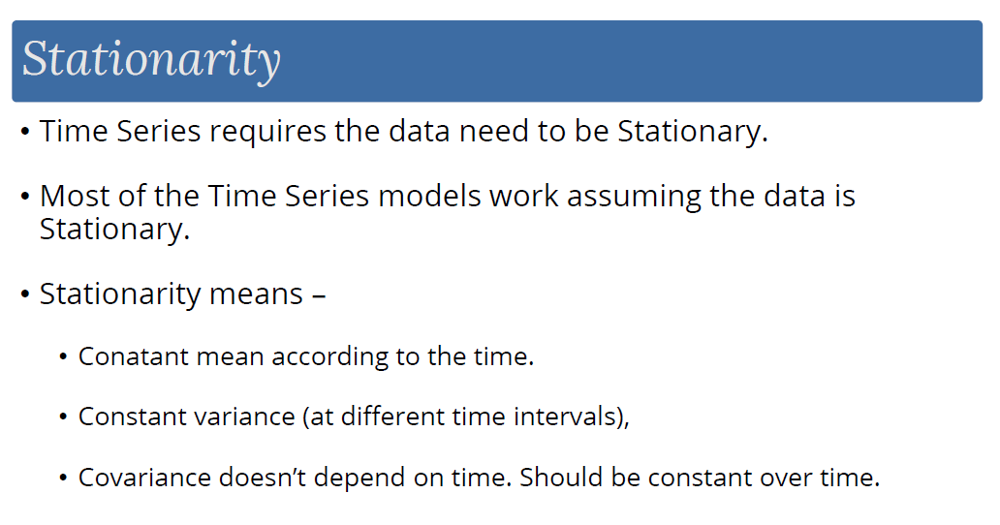 Stationarity
• Time Series requires the data need to be Stationary.
• Most of the Time Series models work assuming the data is
Stationary.
• Stationarity means –
• Conatant mean according to the time.
• Constant variance (at different time intervals),
• Covariance doesn’t depend on time. Should be constant over time.